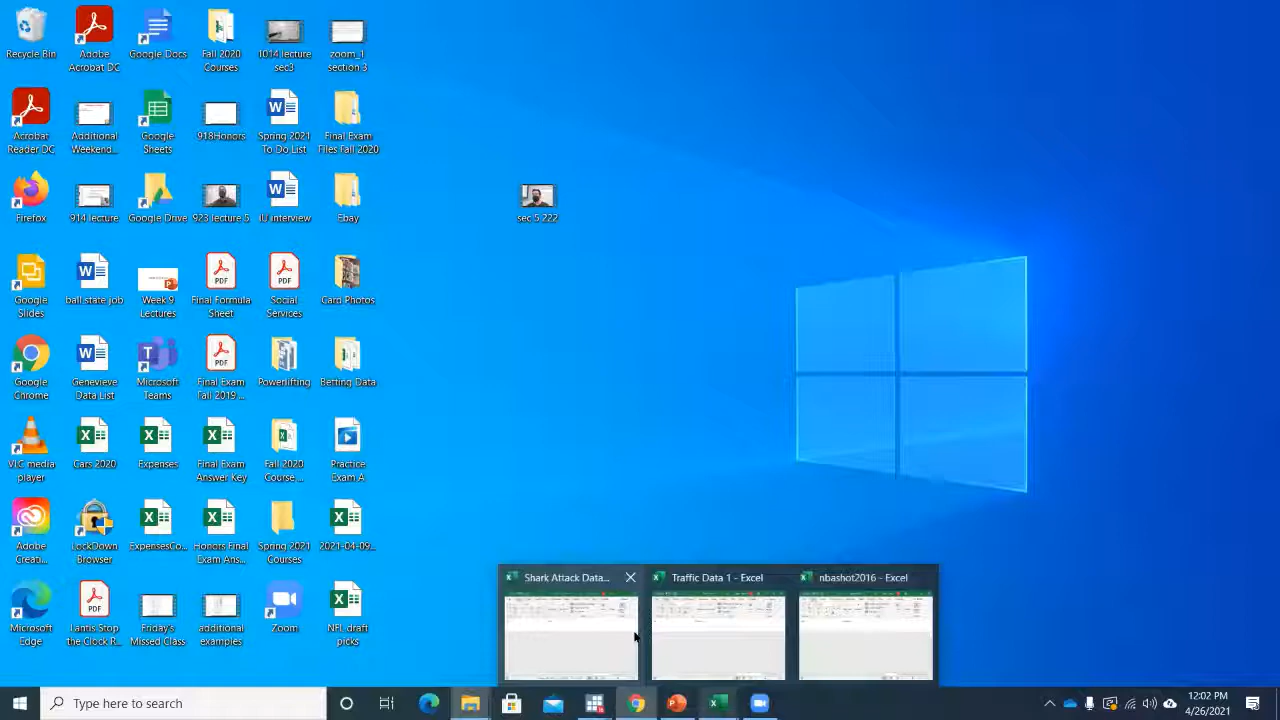 Recycle Bin
Adobe
Acrobat DC
Google Docs
Fall 2020
Courses
1014 lecture
sec3
zoom_1
section 3
Acrobat
Reader DC
Additional
Weekend...
Google
Sheets
918Honors
Spring 2021
To Do List
Final Exam
Files Fall 2020
Firefox
914 lecture
Google Drive
923 lecture 5
IU interview
Ebay
sec 5 222
Google
Slides
ball state job
Week 9
Lectures
Final Formula
Sheet
Social
Services
Card Photos
Google
Chrome
Genevieve
Data List
Microsoft
Teams
Final Exam
Fall 2019 ...
Powerlifting
Betting Data
VLC media
player
Cars 2020
Expenses
Final Exam
Answer Key
Fall 2020
Course ...
Practice
Exam A
Adobe
Creati...
LockDown
Browser
ExpensesCo...
Honors Final
Exam Ans...
Spring 2021
Courses
2021-04-09...
Microsoft
Edge
the Clock R...
Friday's
Missed Class
additional
examples
Zoom
NFL draft
picks
Shark Attack Data...
Traffic Data 1 - Excel
nbashot2016 - Excel
Type here to search
12:02 PM
4/26/2021